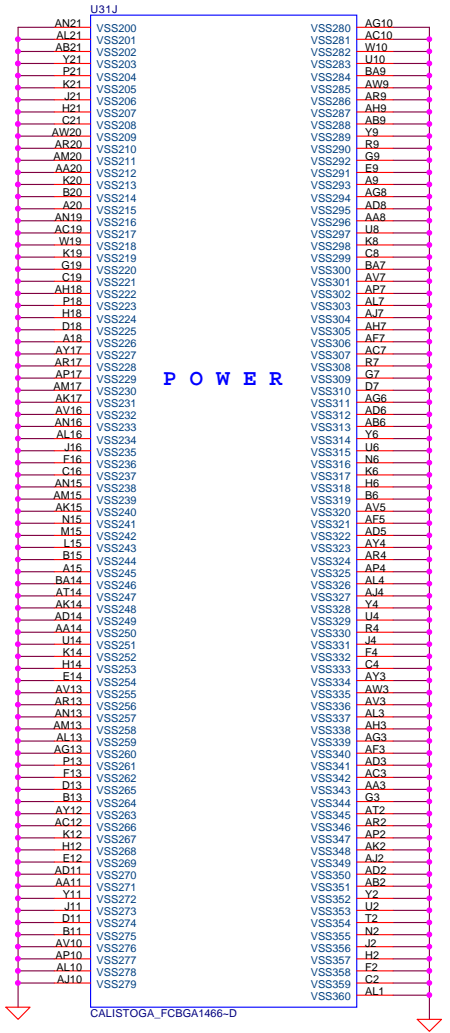 U31J
AN21 VSS200 VSS280 AG10
AL21 VSS201 VSS281 AC10
AB21 VSS202 VSS282 W10
Y21 VSS203 VSS283 U10
P21 VSS204 VSS284 BA9
K21 VSS205 VSS285 AW9
J21 VSS206 VSS286 AR9
H21 VSS207 VSS287 AH9
C21 VSS208 VSS288 AB9
AW20 VSS209 VSS289 Y9
AR20 VSS210 VSS290 R9
AM20 VSS211 VSS292 G9
AA20 VSS212 VSS291 E9
K20 VSS213 VSS293 A9
B20 VSS214 VSS294 AG8
A20 VSS215 VSS295 AD8
AN19 VSS216 VSS296 AA8
AC19 VSS217 VSS297 U8
W19 VSS218 VSS298 K8
K19 VSS219 VSS299 C8
G19 VSS220 VSS300 BA7
C19 VSS221 VSS301 AV7
AH18 VSS222 VSS302 AP7
P18 VSS223 VSS303 AL7
H18 VSS224 VSS304 AJ7
D18 VSS225 VSS305 AH7
A18 VSS226 VSS306 AF7
AY17 VSS227 VSS307 AC7
AR17 VSS228 VSS308 R7
AP17 VSS229 POWER VSS309 G7
AM17 VSS230 VSS310 D7
AK17 VSS231 VSS311 AG6
AV16 VSS232 VSS312 AD6
AN16 VSS233 VSS313 AB6
AL16 VSS234 VSS314 Y6
J16 VSS235 VSS315 U6
F16 VSS236 VSS316 N6
C16 VSS237 VSS317 K6
AN15 VSS238 VSS318 H6
AM15 VSS239 VSS319 B6
AK15 VSS240 VSS320 AV5
N15 VSS241 VSS321 AF5
M15 VSS242 VSS322 AD5
L15 VSS243 VSS323 AY4
B15 VSS244 VSS324 AR4
A15 VSS245 VSS325 AP4
BA14 VSS246 VSS326 AL4
AT14 VSS247 VSS327 AJ4
AK14 VSS248 VSS328 Y4
AD14 VSS249 VSS329 U4
AA14 VSS250 VSS330 R4
U14 VSS251 VSS331 J4
K14 VSS252 VSS332 F4
H14 VSS253 VSS333 C4
E14 VSS254 VSS334 AY3
AV13 VSS255 VSS335 AW3
AR13 VSS256 VSS336 AV3
AN13 VSS257 VSS337 AL3
AM13 VSS258 VSS338 AH3
AL13 VSS259 VSS339 AG3
AG13 VSS260 VSS340 AF3
P13 VSS261 VSS341 AD3
F13 VSS262 VSS342 AC3
D13 VSS263 VSS343 AA3
B13 VSS264 VSS344 G3
AY12 VSS265 VSS345 AT2
AC12 VSS266 VSS346 AR2
K12 VSS267 VSS347 AP2
H12 VSS268 VSS348 AK2
E12 VSS269 VSS349 AJ2
AD11 VSS270 VSS350 AD2
AA11 VSS271 VSS351 AB2
Y11 VSS272 VSS352 Y2
J11 VSS273 VSS353 U2
D11 VSS274 VSS354 T2
B11 VSS275 VSS355 N2
AV10 VSS276 VSS356 J2
AP10 VSS277 VSS357 H2
AL10 VSS278 VSS358 F2
AJ10 VSS279 VSS359 C2
VSS360 AL1
CALISTOGA_FCBGA1466~D